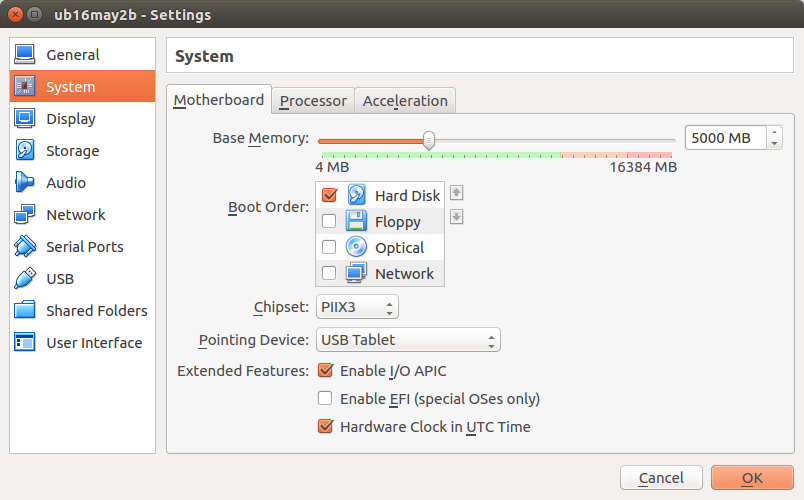 ub16may2b - Settings
General
System
Display
Storage
Audio
Network
Serial Ports
USB
Shared Folders
User Interface
System
Motherboard Processor Acceleration
Base Memory: 5000 MB
4 MB 16384 MB
Boot Order:
Hard Disk
Floppy
Optical
Network
Chipset: PIIX3
Pointing Device: USB Tablet
Extended Features: Enable I/O APIC
Enable EFI (special OSes only)
Hardware Clock in UTC Time
Cancel OK